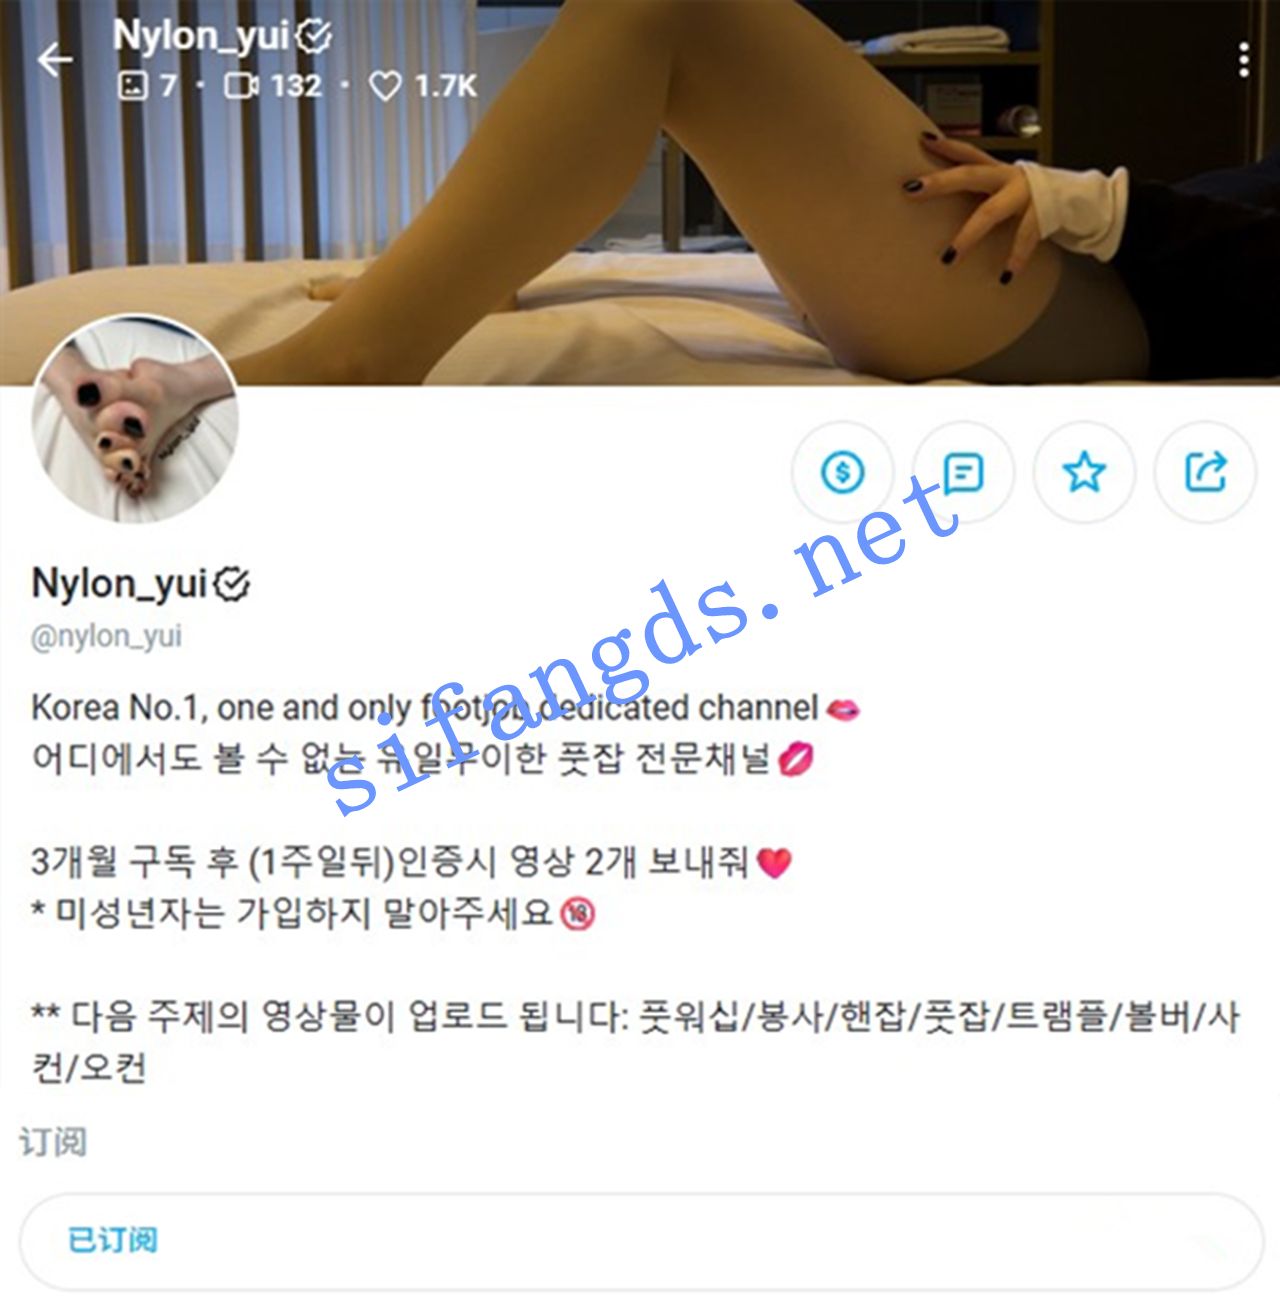 Nylon_yui
7 · 132 · 1.7K
Nylon_yui
Nylon_yui
@nylon_yui
Korea No.1, one and only footjob dedicated channel
어디에서도 볼 수 없는 유일무이한 풋잡 전문채널
sifangds.net
3개월 구독 후 (1주일뒤)인증시 영상 2개 보내줘
* 미성년자는 가입하지 말아주세요🔞
** 다음 주제의 영상물이 업로드 됩니다: 풋워십/봉사/핸잡/풋잡/트램플/볼버/사
컨/오컨
订阅
已订阅